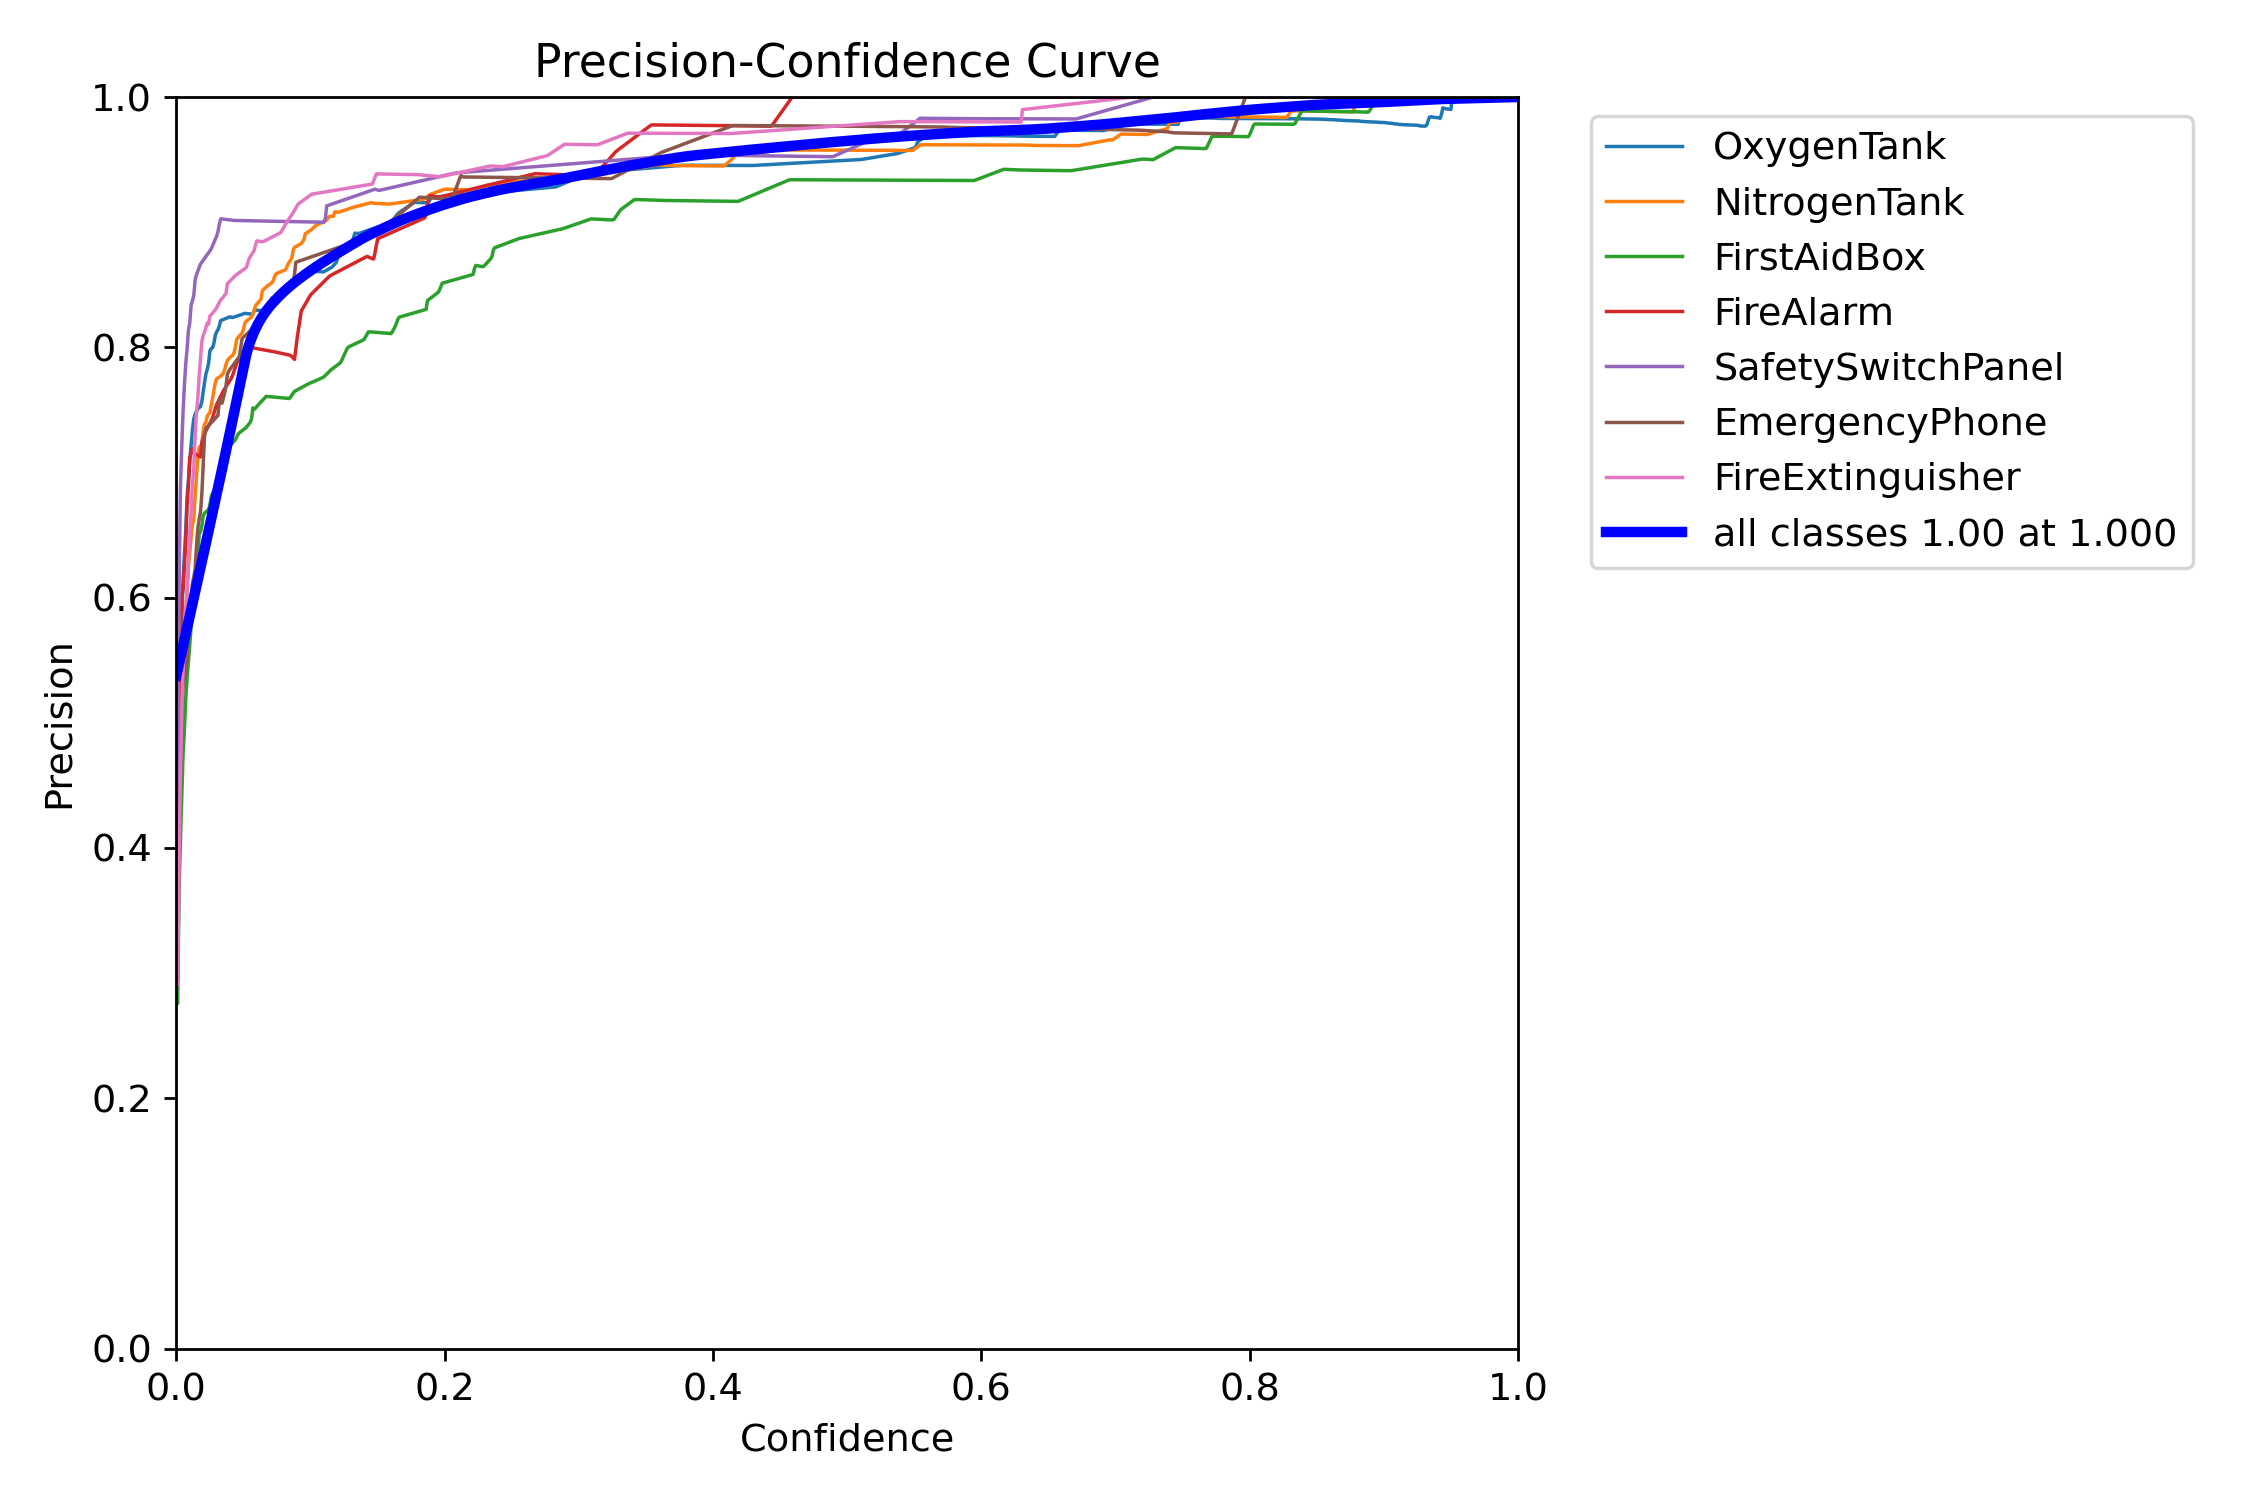 Precision-Confidence Curve
1.0
0.8
0.6
0.4
0.2
0.0
Precision
0.0 0.2 0.4 0.6 0.8 1.0
Confidence
OxygenTank
NitrogenTank
FirstAidBox
FireAlarm
SafetySwitchPanel
EmergencyPhone
FireExtinguisher
all classes 1.00 at 1.000